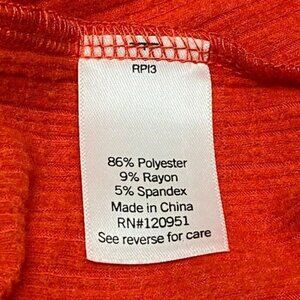 RPI3
86% Polyester
9% Rayon
5% Spandex
Made in China
RN#120951
See reverse for care